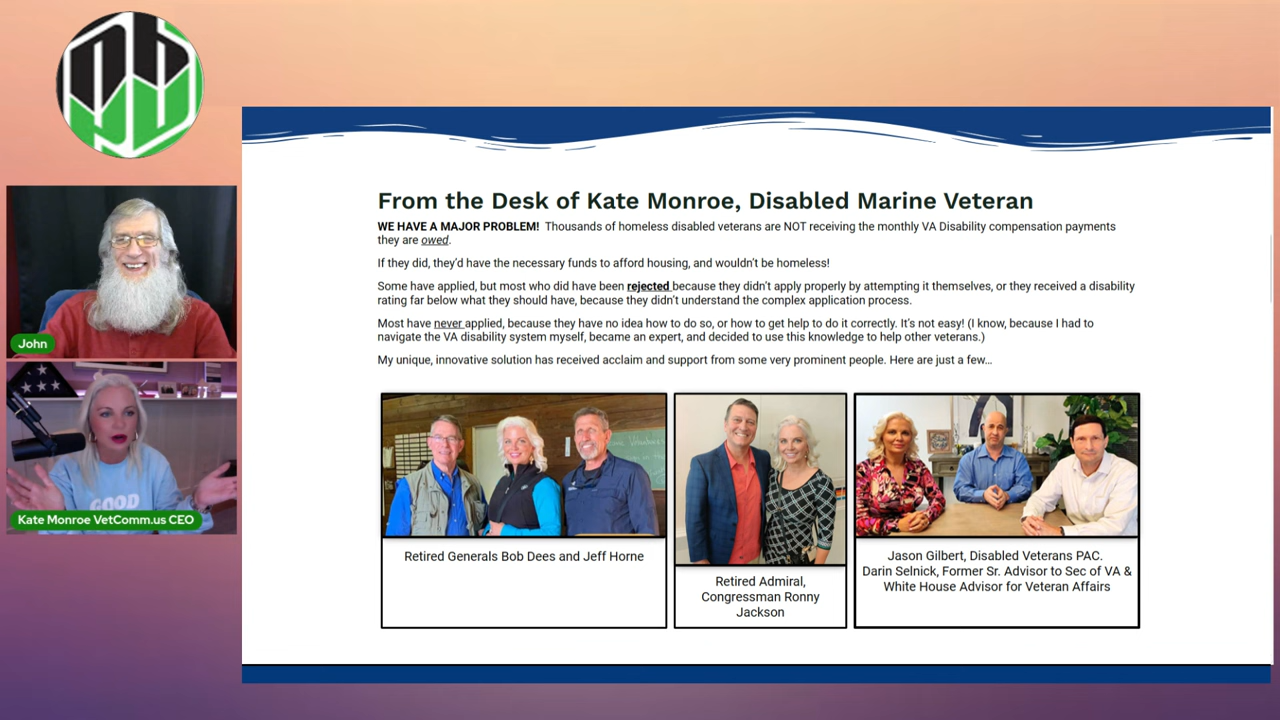 From the Desk of Kate Monroe, Disabled Marine Veteran
WE HAVE A MAJOR PROBLEM! Thousands of homeless disabled veterans are NOT receiving the monthly VA Disability compensation payments
they are owed.
If they did, they'd have the necessary funds to afford housing, and wouldn't be homeless!
Some have applied, but most who did have been rejected because they didn't apply properly by attempting it themselves, or they received a disability
rating far below what they should have, because they didn't understand the complex application process.
Most have never applied, because they have no idea how to do so, or how to get help to do it correctly. It's not easy! (I know, because I had to
navigate the VA disability system myself, became an expert, and decided to use this knowledge to help other veterans.)
My unique, innovative solution has received acclaim and support from some very prominent people. Here are just a few...
John
GOOD
Kate Monroe VetComm.us CEO
Retired Generals Bob Dees and Jeff Horne
Retired Admiral,
Congressman Ronny
Jackson
Jason Gilbert, Disabled Veterans PAC.
Darin Selnick, Former Sr. Advisor to Sec of VA &
White House Advisor for Veteran Affairs